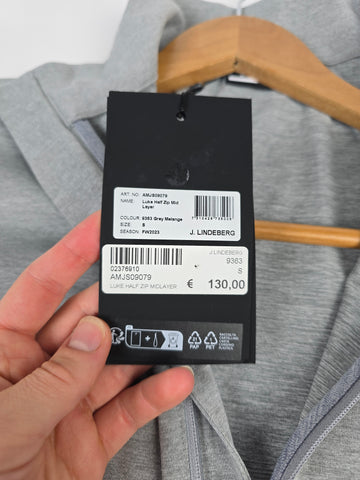 ART. NO: AMJS09079
NAME: Luke Half Zip Mid Layer
COLOUR: 9363 Grey Melange
SIZE: S
SEASON: FW2023
J. LINDEBERG
J.LINDEBERG
9363
02376910
S
AMJS09079
€ 130,00
LUKE HALF ZIP MIDLAYER
PAP
PET
RACCOLTA